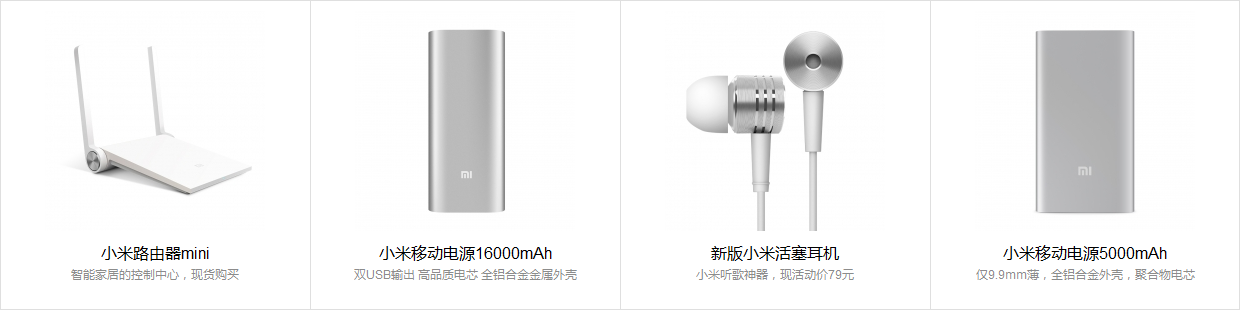 小米路由器mini
智能家居的控制中心，现货购买
mi
小米移动电源16000mAh
双USB输出 高品质电芯 全铝合金金属外壳
新版小米活塞耳机
小米听歌神器，现活动价79元
mi
小米移动电源5000mAh
仅9.9mm薄，全铝合金外壳，聚合物电芯